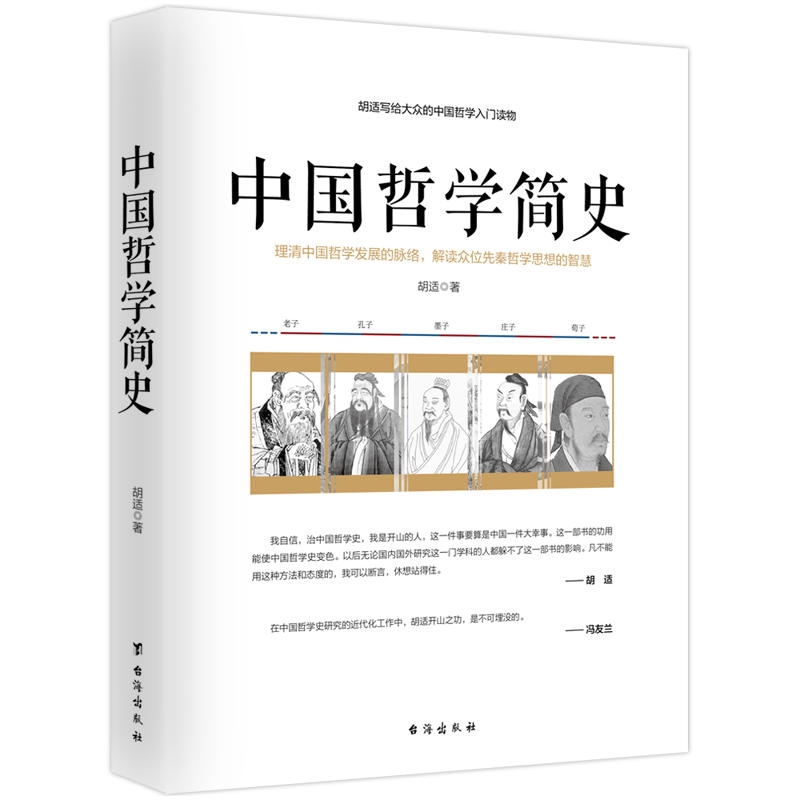 中国哲学简史
胡适◎著
台海出版社
胡适写给大众的中国哲学入门读物
中国哲学简史
理清中国哲学发展的脉络，解读众位先秦哲学思想的智慧
胡适◎著
老子 孔子 墨子 庄子 荀子
我自信，治中国哲学史，我是开山的人，这一件事要算是中国一件大幸事。这一部书的功用
能使中国哲学史变色。以后无论国内国外研究这一门学科的人都躲不了这一部书的影响。凡不能
用这种方法和态度的，我可以断言，休想站得住。
——胡 适
在中国哲学史研究的近代化工作中，胡适开山之功，是不可埋没的。
——冯友兰
台海出版社